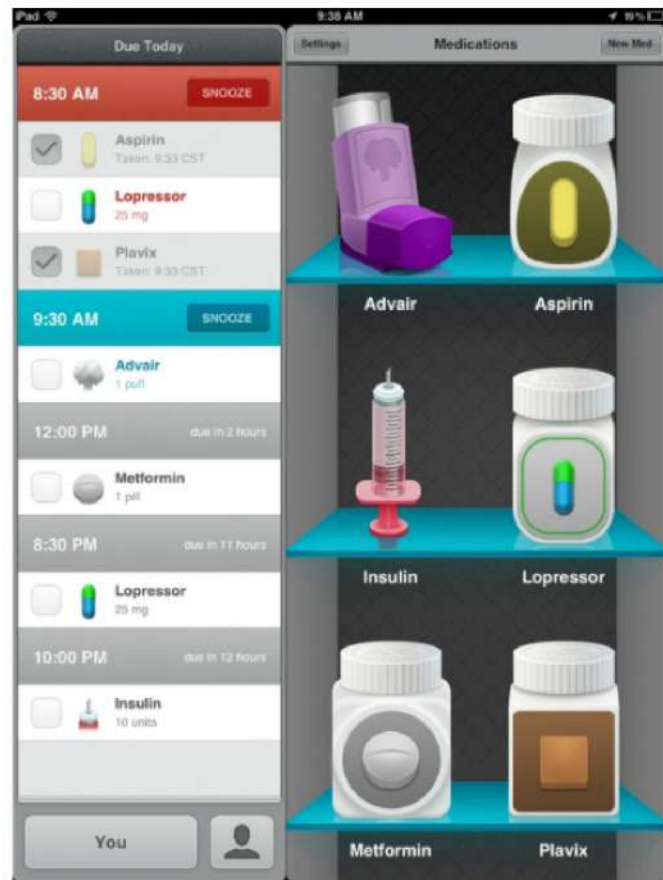 iPad
9:38 AM
19%
Due Today
Settings
Medications
New Med
8:30 AM
SNOOZE
Aspirin
Taken: 9:33 CST
Lopressor
25 mg
Plavix
Taken: 9:33 CST
9:30 AM
SNOOZE
Advair
1 puff
12:00 PM
due in 2 hours
Metformin
1 pill
8:30 PM
due in 11 hours
Lopressor
25 mg
10:00 PM
due in 12 hours
Insulin
10 units
You
Advair
Aspirin
Insulin
Lopressor
Metformin
Plavix